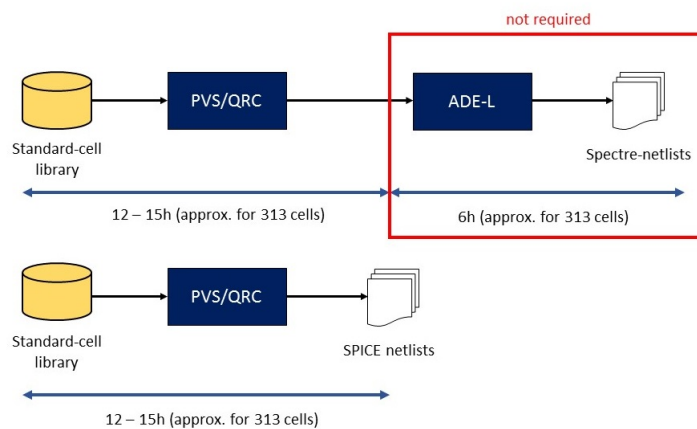 not required
PVS/QRC
ADE-L
Standard-cell
library
Spectre-netlists
12 – 15h (approx. for 313 cells)
6h (approx. for 313 cells)
PVS/QRC
Standard-cell
library
SPICE netlists
12 – 15h (approx. for 313 cells)